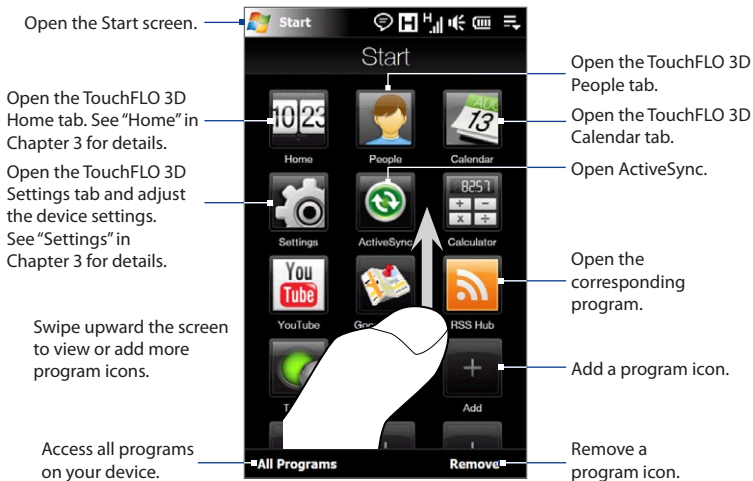 Open the Start screen.
Start
H
H
Start
Open the TouchFLO 3D
People tab.
Open the TouchFLO 3D
Home tab. See “Home” in
Chapter 3 for details.
10 23
AUG
13
Open the TouchFLO 3D
Calendar tab.
Home
People
Calendar
Open the TouchFLO 3D
Settings tab and adjust
the device settings.
See “Settings” in
Chapter 3 for details.
Open ActiveSync.
8257
Settings
ActiveSync
Calculator
You
Tube
Open the
corresponding
program.
YouTube
RSS Hub
Swipe upward the screen
to view or add more
program icons.
Add a program icon.
Add
Access all programs
on your device.
All Programs
Remove
Remove a
program icon.